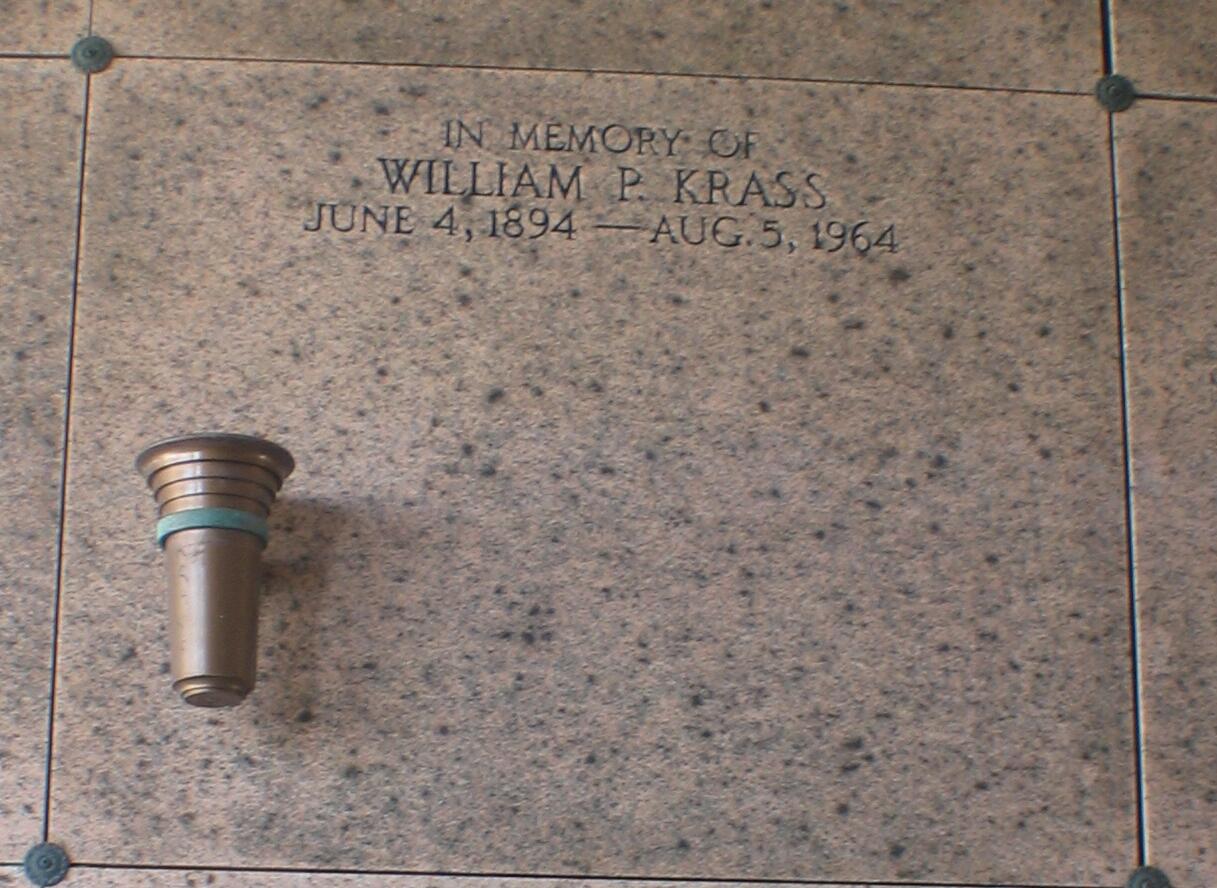 IN MEMORY OF
WILLIAM P. KRASS
JUNE 4, 1894 — AUG. 5, 1964